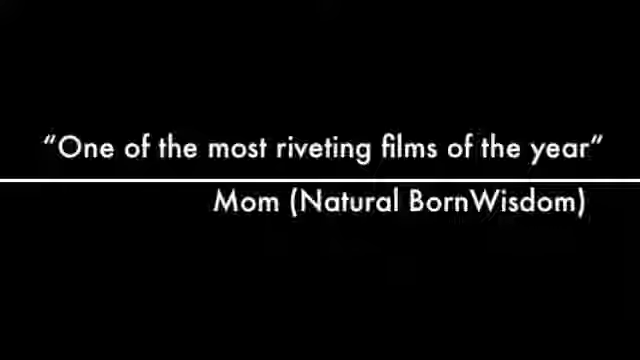 “One of the most riveting films of the year”
Mom (Natural BornWisdom)